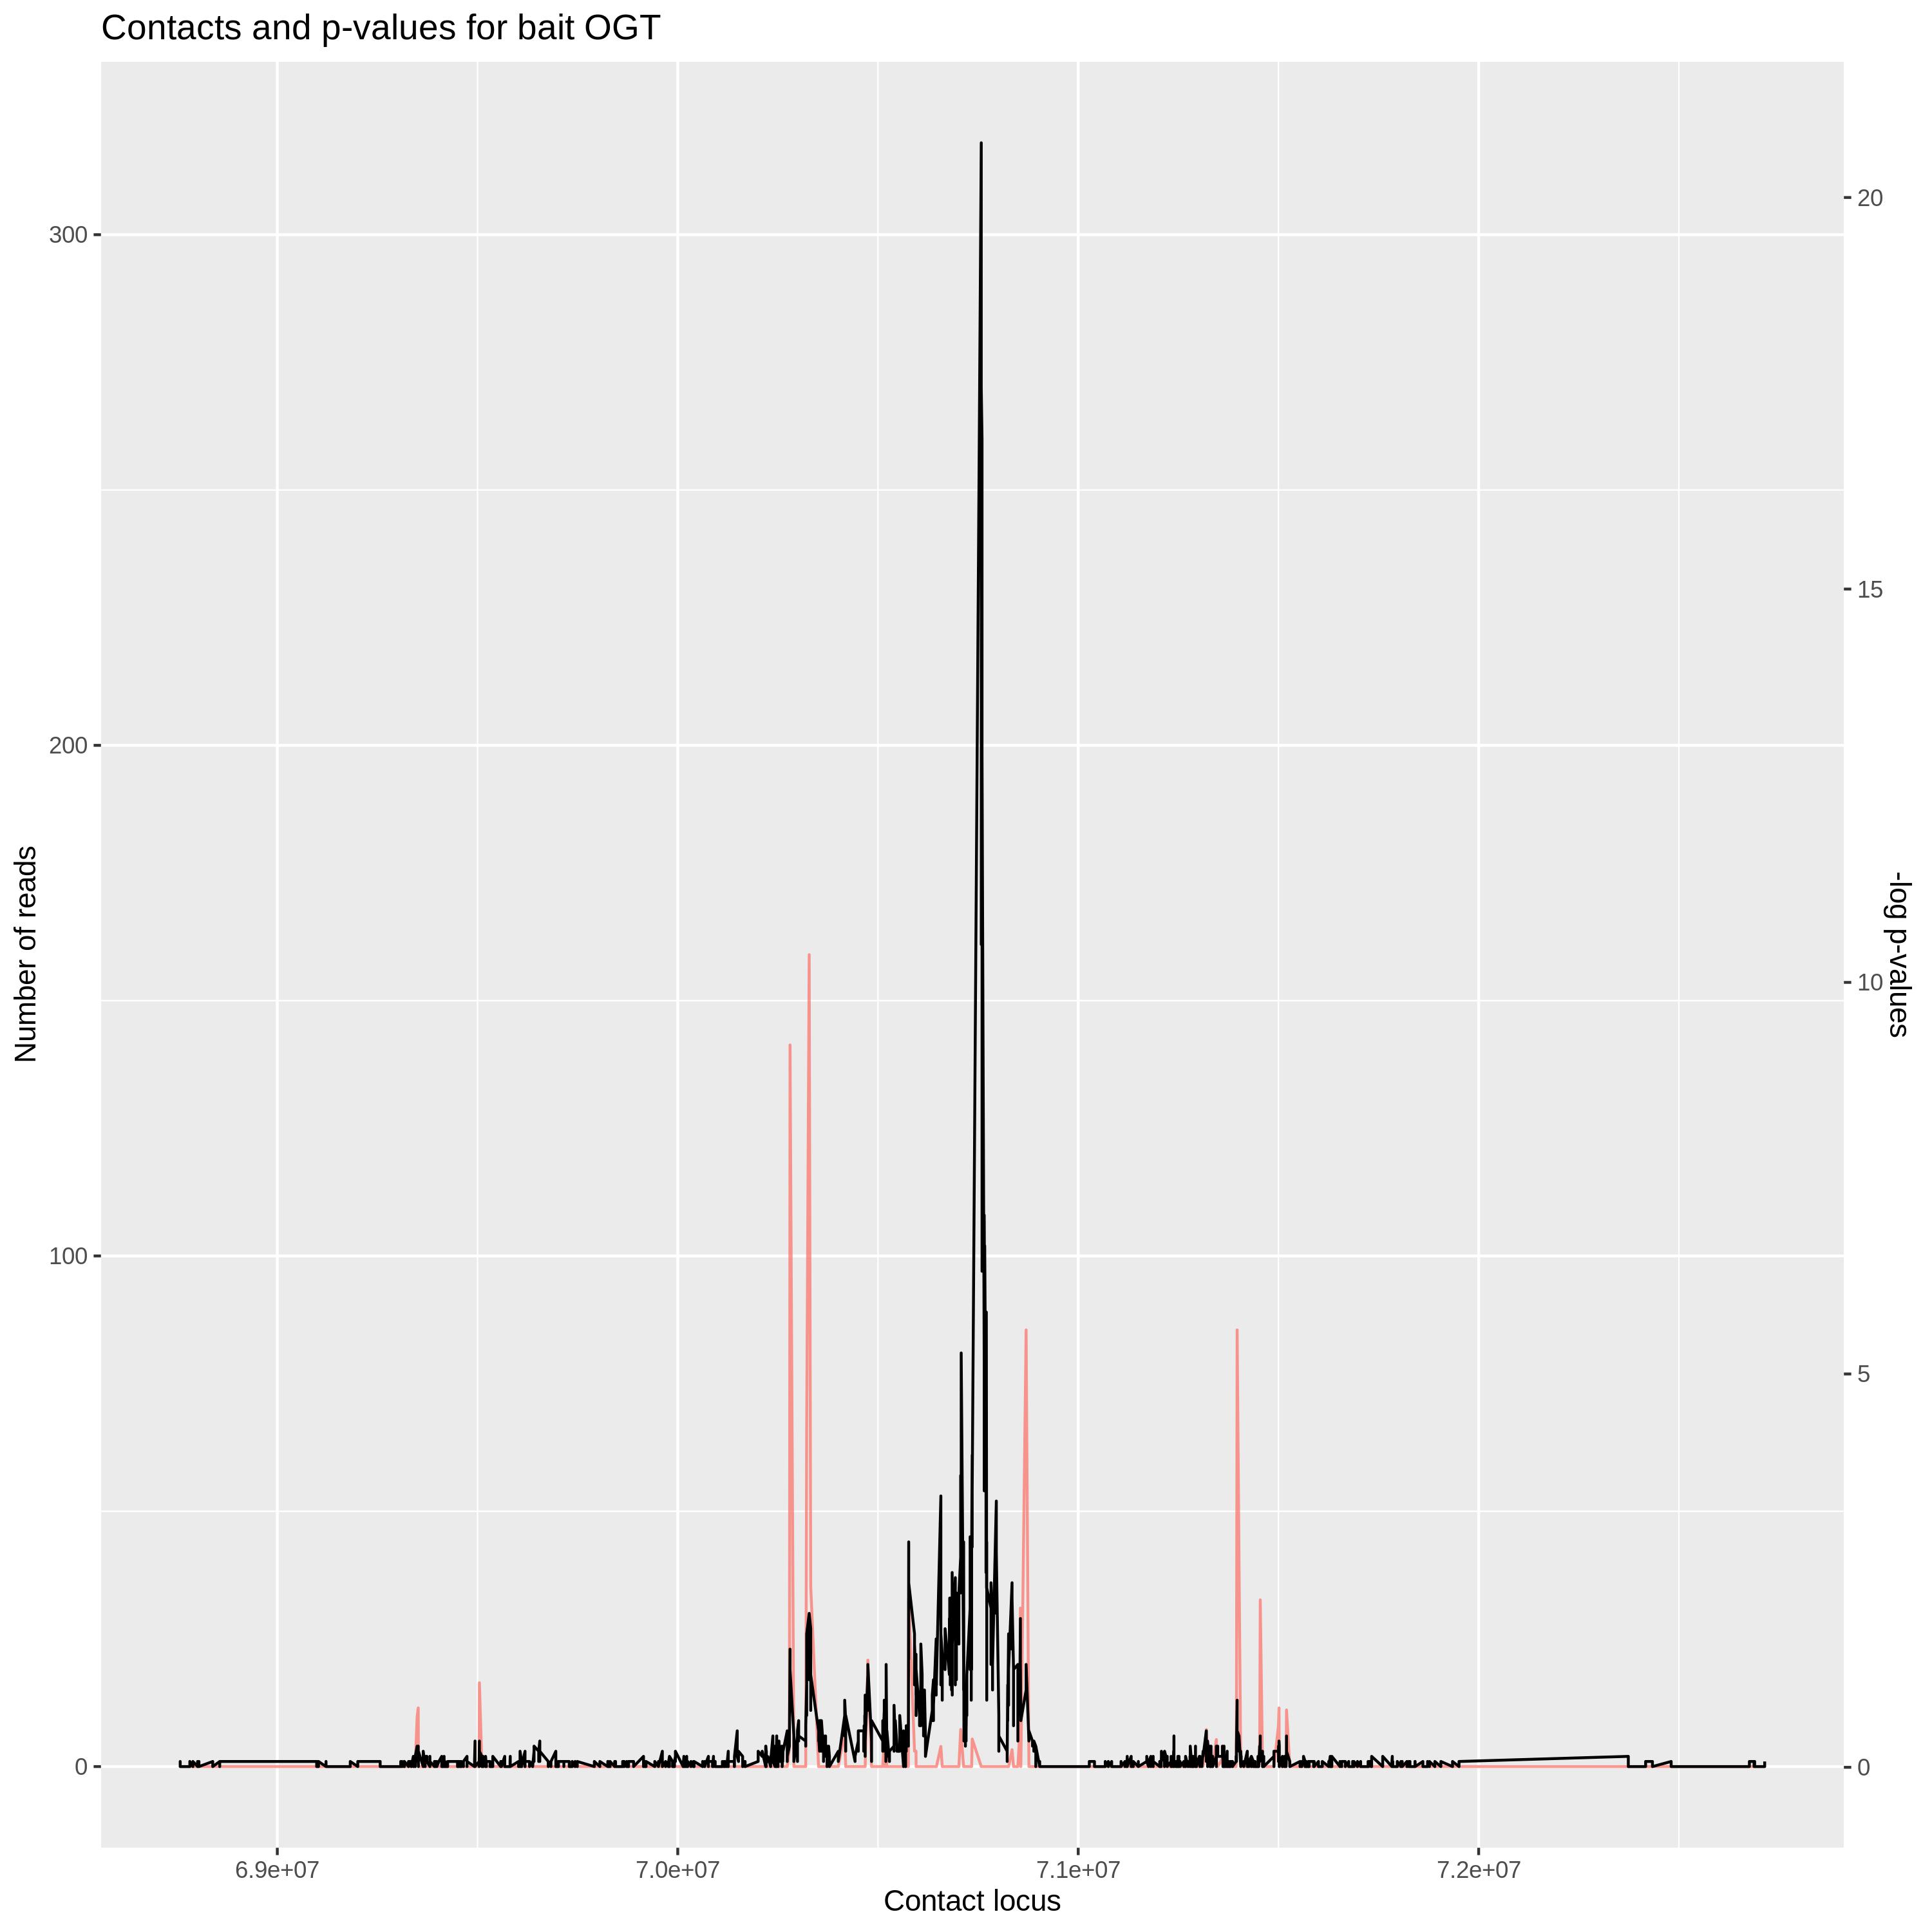 Contacts and p-values for bait OGT
300
200
100
0
20
15
10
5
0
Number of reads
-log p-values
6.9e+07 7.0e+07 7.1e+07 7.2e+07
Contact locus